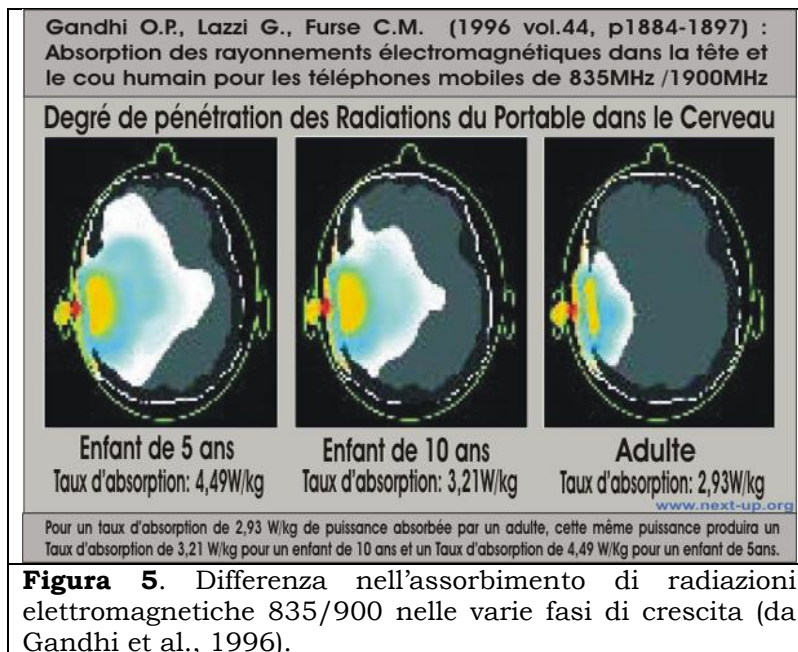 Gandhi O.P., Lazzi G., Furse C.M. (1996 vol.44, p1884-1897) :
Absorption des rayonnements électromagnétiques dans la tête et
le cou humain pour les téléphones mobiles de 835MHz /1900MHz
Degré de pénétration des Radiations du Portable dans le Cerveau
Enfant de 5 ans
Taux d'absorption: 4,49W/kg
Enfant de 10 ans
Taux d'absorption: 3,21W/kg
Adulte
Taux d'absorption: 2,93W/kg
www.next-up.org
Pour un taux d'absorption de 2,93 W/kg de puissance absorbée par un adulte, cette même puissance produira un
Taux d'absorption de 3,21 W/kg pour un enfant de 10 ans et un Taux d'absorption de 4,49 W/Kg pour un enfant de 5ans.
Figura 5. Differenza nell'assorbimento di radiazioni
elettromagnetiche 835/900 nelle varie fasi di crescita (da
Gandhi et al., 1996).